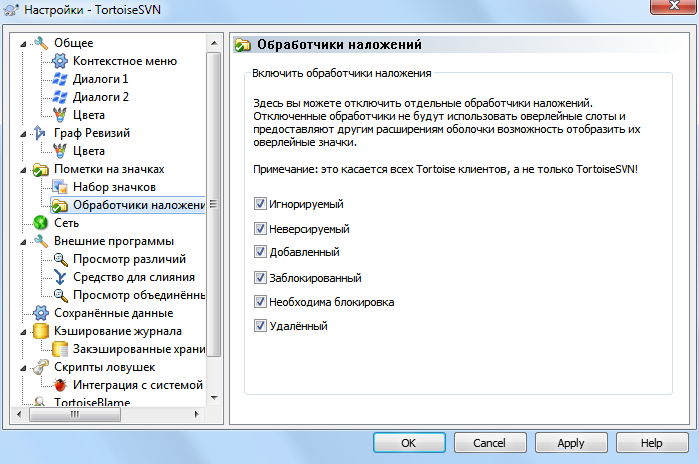 Настройки - TortoiseSVN
Общее
Контекстное меню
Диалоги 1
Диалоги 2
Цвета
Граф Ревизий
Цвета
Пометки на значках
Набор значков
Обработчики наложени
Сеть
Внешние программы
Просмотр различий
Средство для слияния
Просмотр объединённь
Сохранённые данные
Кэширование журнала
Закэшированные храни
Скрипты ловушек
Интеграция с системой
TortoiseBlame
Обработчики наложений
Включить обработчики наложения
Здесь вы можете отключить отдельные обработчики наложений.
Отключенные обработчики не будут использовать оверлейные слоты и
предоставляют другим расширениям оболочки возможность отобразить их
оверлейные значки.
Примечание: это касается всех Tortoise клиентов, а не только TortoiseSVN!
Игнорируемый
Неверсируемый
Добавленный
Заблокированный
Необходима блокировка
Удалённый
OK
Cancel
Apply
Help